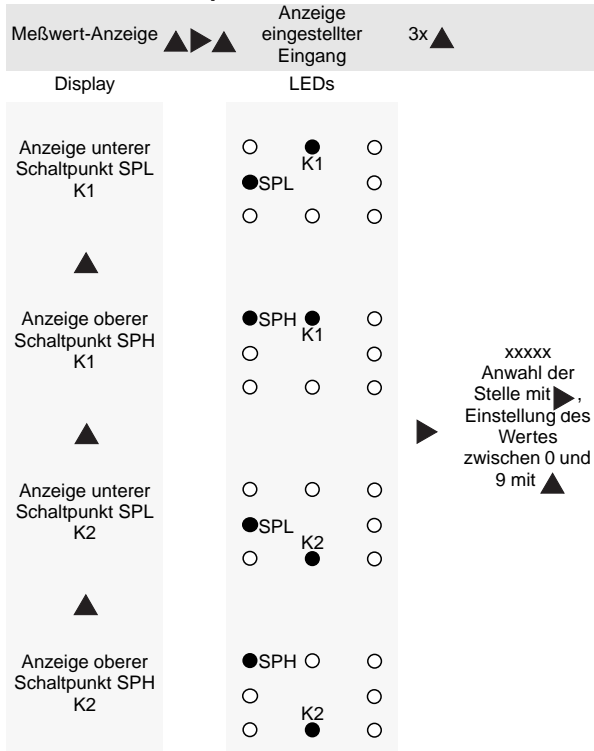 Meßwert-Anzeige
Anzeige
eingestellter
Eingang
3x
Display
LEDs
Anzeige unterer
Schaltpunkt SPL
K1
K1
SPL
Anzeige oberer
Schaltpunkt SPH
K1
SPH
K1
Anzeige unterer
Schaltpunkt SPL
K2
SPL
K2
Anzeige oberer
Schaltpunkt SPH
K2
SPH
K2
xxxxx
Anwahl der
Stelle mit ,
Einstellung des
Wertes
zwischen 0 und
9 mit